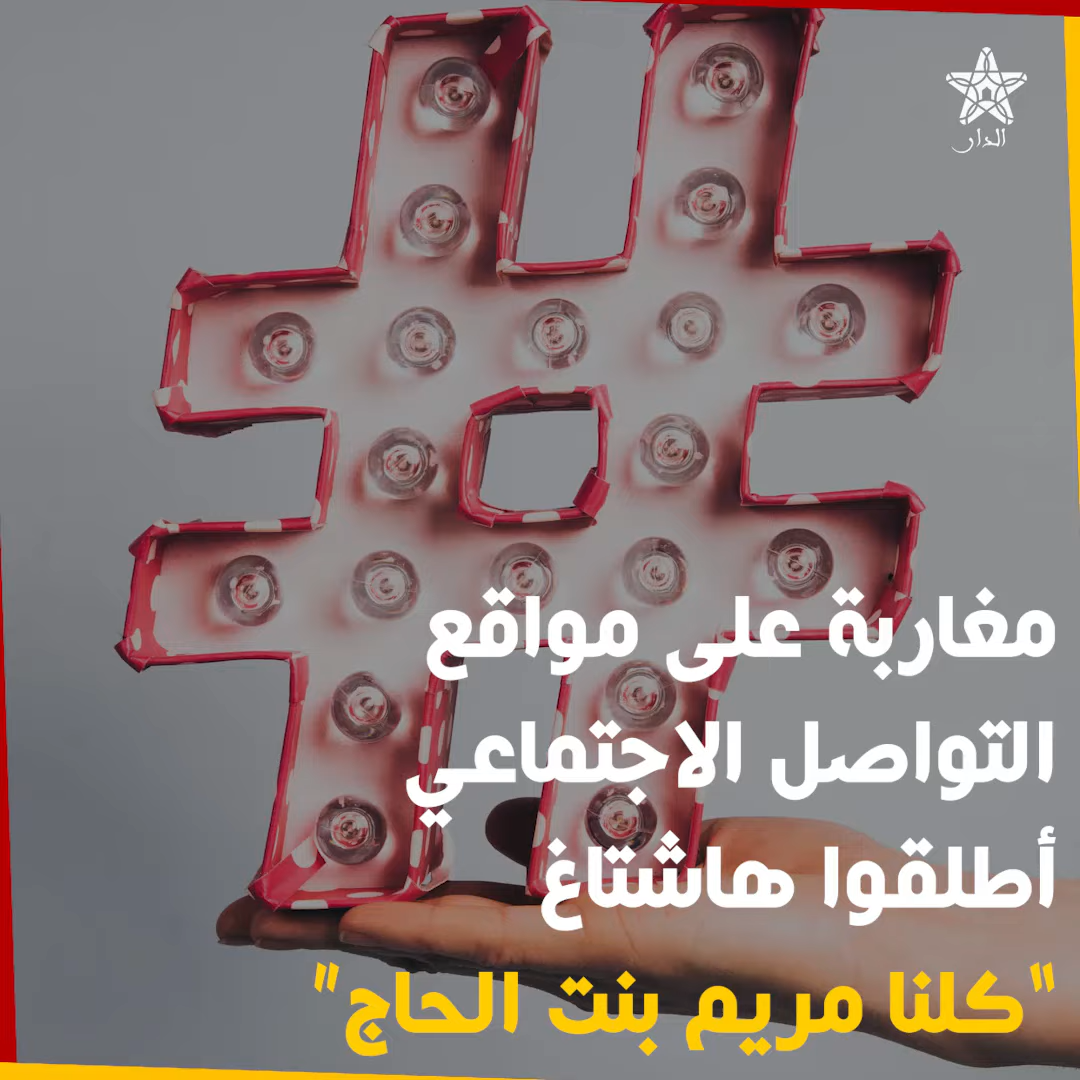 الدار
مغاربة على مواقع
التواصل الاجتماعي
أطلقوا هاشتاغ
"كلنا مريم بنت الحاج"